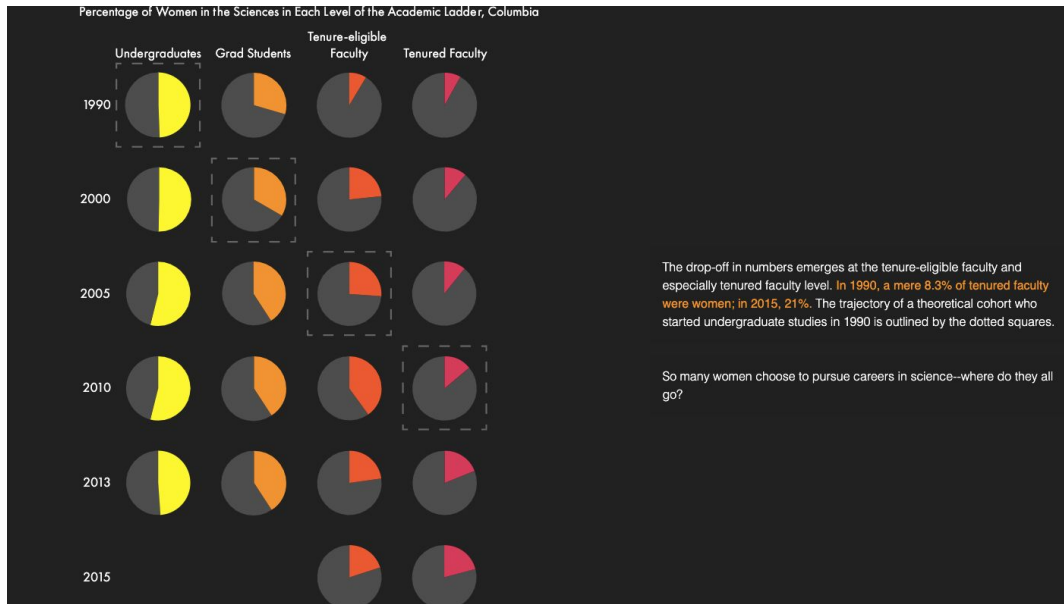 Percentage of Women in the Sciences in Each Level of the Academic Ladder, Columbia
Undergraduates
Grad Students
Tenure-eligible
Faculty
Tenured Faculty
1990
2000
2005
2010
2013
2015
The drop-off in numbers emerges at the tenure-eligible faculty and
especially tenured faculty level. In 1990, a mere 8.3% of tenured faculty
were women; in 2015, 21%. The trajectory of a theoretical cohort who
started undergraduate studies in 1990 is outlined by the dotted squares.
So many women choose to pursue careers in science--where do they all
go?